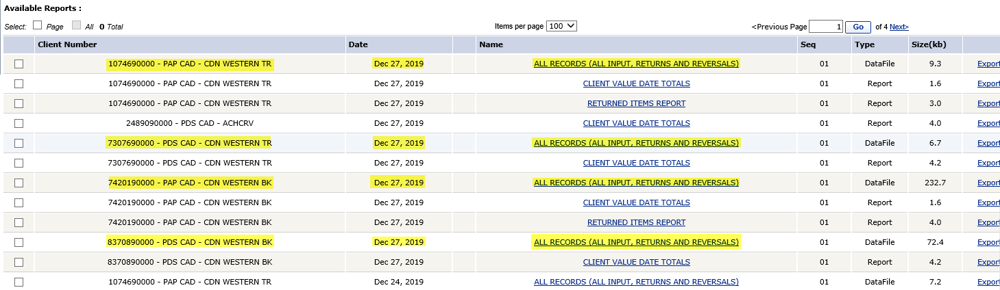 Available Reports :
Select: Page All 0 Total Items per page 100 <Previous Page 1 Go of 4 Next>
Client Number Date Name Seq Type Size(kb)
1074690000 - PAP CAD - CDN WESTERN TR Dec 27, 2019 ALL RECORDS (ALL INPUT, RETURNS AND REVERSALS) 01 DataFile 9.3 Export
1074690000 - PAP CAD - CDN WESTERN TR Dec 27, 2019 CLIENT VALUE DATE TOTALS 01 Report 1.6 Export
1074690000 - PAP CAD - CDN WESTERN TR Dec 27, 2019 RETURNED ITEMS REPORT 01 Report 3.0 Export
2489090000 - PDS CAD - ACHCRV Dec 27, 2019 CLIENT VALUE DATE TOTALS 01 Report 4.0 Export
7307690000 - PDS CAD - CDN WESTERN TR Dec 27, 2019 ALL RECORDS (ALL INPUT, RETURNS AND REVERSALS) 01 DataFile 6.7 Export
7307690000 - PDS CAD - CDN WESTERN TR Dec 27, 2019 CLIENT VALUE DATE TOTALS 01 Report 4.2 Export
7420190000 - PAP CAD - CDN WESTERN BK Dec 27, 2019 ALL RECORDS (ALL INPUT, RETURNS AND REVERSALS) 01 DataFile 232.7 Export
7420190000 - PAP CAD - CDN WESTERN BK Dec 27, 2019 CLIENT VALUE DATE TOTALS 01 Report 1.6 Export
7420190000 - PAP CAD - CDN WESTERN BK Dec 27, 2019 RETURNED ITEMS REPORT 01 Report 4.0 Export
8370890000 - PDS CAD - CDN WESTERN BK Dec 27, 2019 ALL RECORDS (ALL INPUT, RETURNS AND REVERSALS) 01 DataFile 72.4 Export
8370890000 - PDS CAD - CDN WESTERN BK Dec 27, 2019 CLIENT VALUE DATE TOTALS 01 Report 4.2 Export
1074690000 - PAP CAD - CDN WESTERN TR Dec 24, 2019 ALL RECORDS (ALL INPUT, RETURNS AND REVERSALS) 01 DataFile 7.2 Export